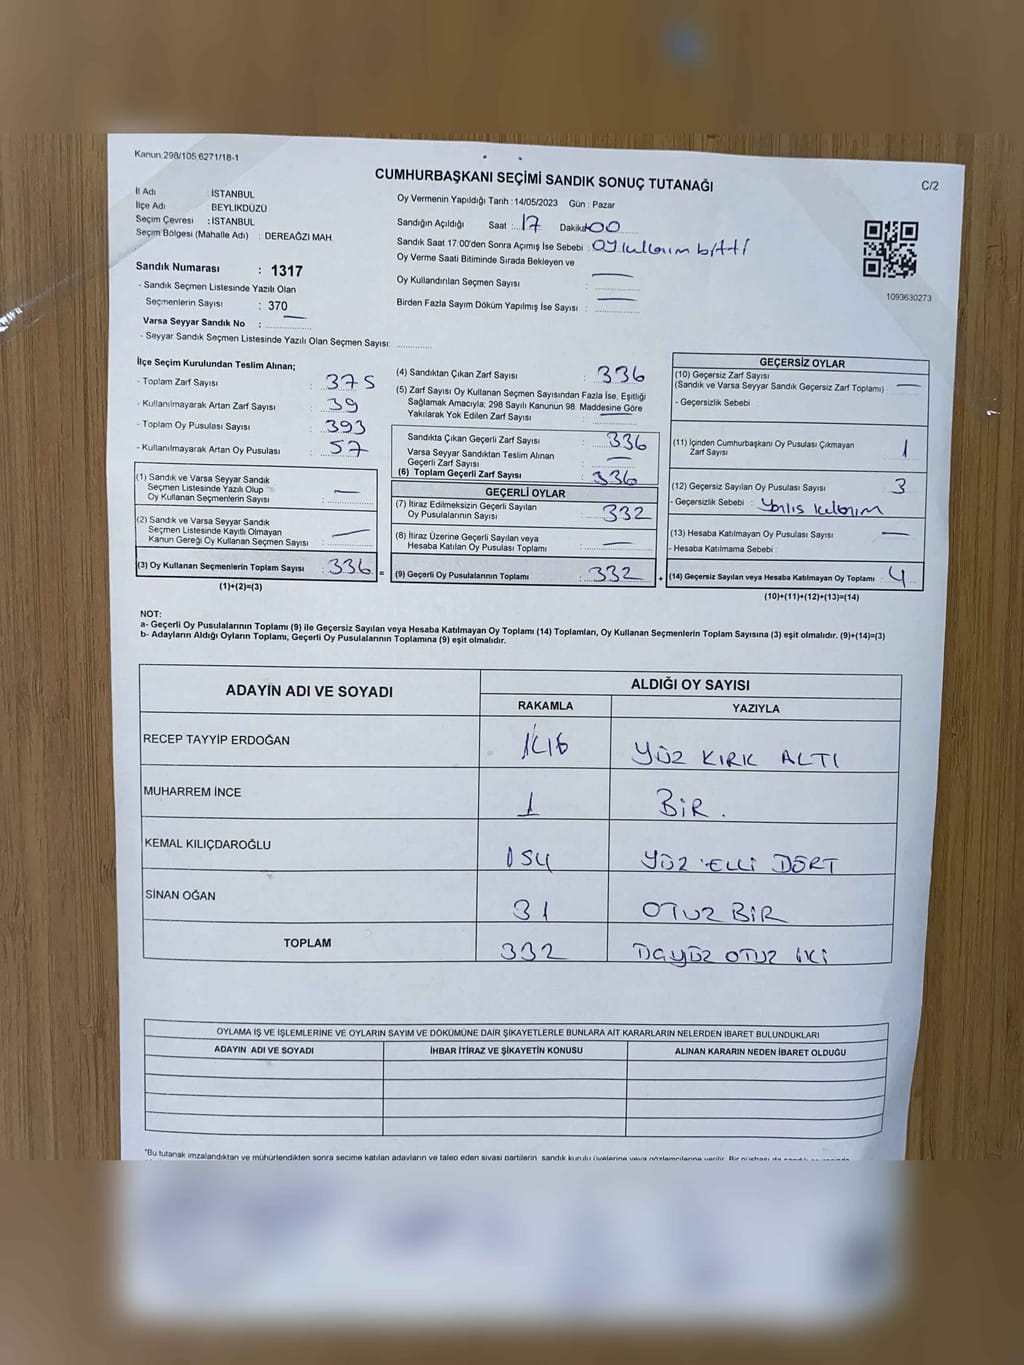 Kanun.298/105.6271/18-1
CUMHURBAŞKANI SEÇİMİ SANDIK SONUÇ TUTANAĞI
C/2
İl Adı : İSTANBUL
İlçe Adı : BEYLİKDÜZÜ
Seçim Çevresi : İSTANBUL
Seçim Bölgesi (Mahalle Adı) : DEREAĞZI MAH.
Sandık Numarası : 1317
- Sandık Seçmen Listesinde Yazılı Olan
Seçmenlerin Sayısı : 370
Varsa Seyyar Sandık No :
- Seyyar Sandık Seçmen Listesinde Yazılı Olan Seçmen Sayısı:
Oy Vermenin Yapıldığı Tarih : 14/05/2023 Gün : Pazar
Sandığın Açıldığı Saat : 17 Dakika: 00
Sandık Saat 17:00'den Sonra Açımış İse Sebebi : oy kullanım bitti
Oy Verme Saati Bitiminde Sırada Bekleyen ve
Oy Kullandırılan Seçmen Sayısı : —
Birden Fazla Sayım Döküm Yapılmış İse Sayısı : —
1093630273
İlçe Seçim Kurulundan Teslim Alınan;
- Toplam Zarf Sayısı : 375
- Kullanılmayarak Artan Zarf Sayısı : 39
- Toplam Oy Pusulası Sayısı : 393
- Kullanılmayarak Artan Oy Pusulası : 57
(1) Sandık ve Varsa Seyyar Sandık
Seçmen Listesinde Yazılı Olup
Oy Kullanan Seçmenlerin Sayısı : —
(2) Sandık ve Varsa Seyyar Sandık
Seçmen Listesinde Kayıtlı Olmayan
Kanun Gereği Oy Kullanan Seçmen Sayısı : —
(3) Oy Kullanan Seçmenlerin Toplam Sayısı : 336 =
(1)+(2)=(3)
(4) Sandıktan Çıkan Zarf Sayısı : 336
(5) Zarf Sayısı Oy Kullanan Seçmen Sayısından Fazla İse, Eşitliği
Sağlamak Amacıyla, 298 Sayılı Kanunun 98. Maddesine Göre
Yakılarak Yok Edilen Zarf Sayısı : —
Sandıkta Çıkan Geçerli Zarf Sayısı : 336
Varsa Seyyar Sandıktan Teslim Alınan
Geçerli Zarf Sayısı : —
(6) Toplam Geçerli Zarf Sayısı : 336
GEÇERLİ OYLAR
(7) İtiraz Edilmeksizin Geçerli Sayılan
Oy Pusulalarının Sayısı : 332
(8) İtiraz Üzerine Geçerli Sayılan veya
Hesaba Katılan Oy Pusulası Toplamı : —
(9) Geçerli Oy Pusulalarının Toplamı : 332 +
GEÇERSİZ OYLAR
(10) Geçersiz Zarf Sayısı
(Sandık ve Varsa Seyyar Sandık Geçersiz Zarf Toplamı) —
- Geçersizlik Sebebi :
(11) İçinden Cumhurbaşkanı Oy Pusulası Çıkmayan
Zarf Sayısı : 1
(12) Geçersiz Sayılan Oy Pusulası Sayısı : 3
- Geçersizlik Sebebi : Yanlış kullanım
(13) Hesaba Katılmayan Oy Pusulası Sayısı : —
- Hesaba Katılmama Sebebi :
(14) Geçersiz Sayılan veya Hesaba Katılmayan Oy Toplamı : 4
(10)+(11)+(12)+(13)=(14)
NOT:
a- Geçerli Oy Pusulalarının Toplamı (9) ile Geçersiz Sayılan veya Hesaba Katılmayan Oy Toplamı (14) Toplamları, Oy Kullanan Seçmenlerin Toplam Sayısına (3) eşit olmalıdır. (9)+(14)=(3)
b- Adayların Aldığı Oyların Toplamı, Geçerli Oy Pusulalarının Toplamına (9) eşit olmalıdır.
ADAYIN ADI VE SOYADI
ALDIĞI OY SAYISI
RAKAMLA YAZIYLA
RECEP TAYYİP ERDOĞAN 146 YÜZ KIRK ALTI
MUHARREM İNCE 1 BİR.
KEMAL KILIÇDAROĞLU 154 YÜZ ELLİ DÖRT
SİNAN OĞAN 31 OTUZ BİR
TOPLAM 332 OTUZ İKİ
OYLAMA İŞ VE İŞLEMLERİNE VE OYLARIN SAYIM VE DÖKÜMÜNE DAİR ŞİKAYETLERLE BUNLARA AİT KARARLARIN NELERDEN İBARET BULUNDUKLARI
ADAYIN ADI VE SOYADI İHBAR İTİRAZ VE ŞİKAYETİN KONUSU ALINAN KARARIN NEDEN İBARET OLDUĞU
*Bu tutanak imzalandıktan ve mühürlendikten sonra seçime katılan adayların ve talep eden siyasi partilerin sandık kurulu üyelerine veya gözlemcilerine verilir. Bir nüshası da